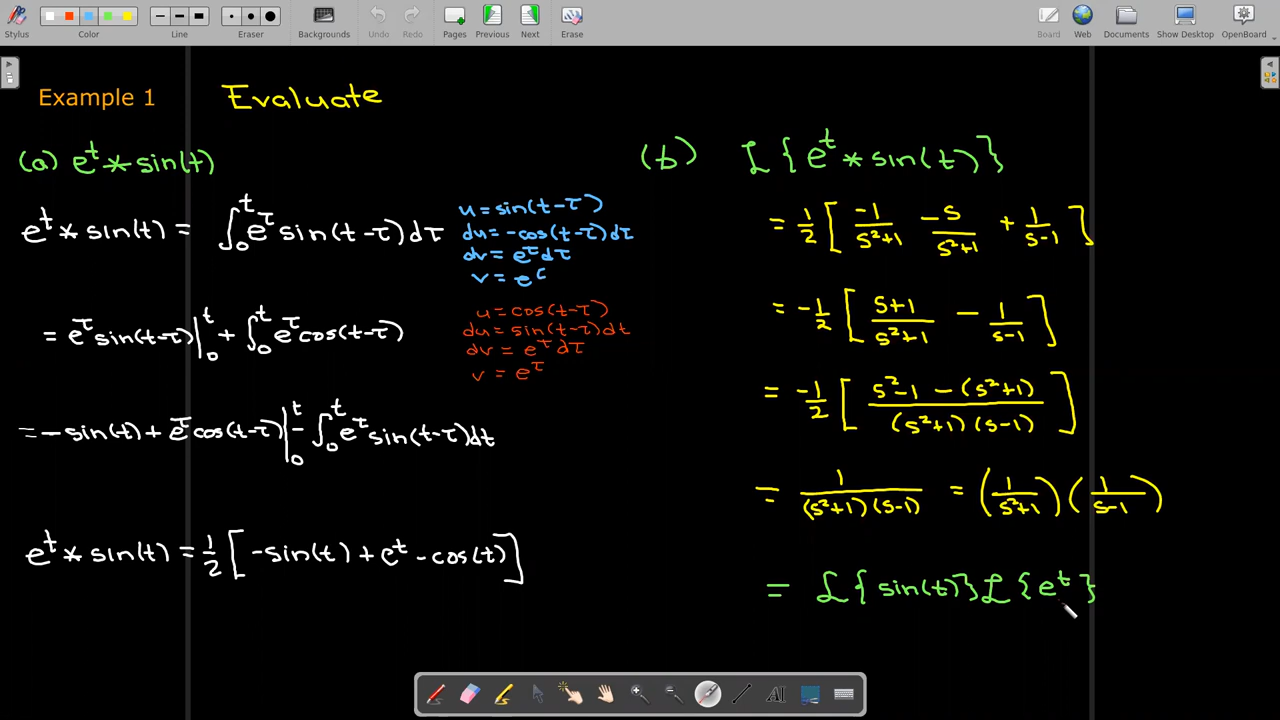 Stylus Color Line Eraser Backgrounds Undo Redo Pages Previous Next Erase Board Web Documents Show Desktop OpenBoard
Example 1 Evaluate
(a) e^t * sin(t)
e^t * sin(t) = ∫_0^t e^τ sin(t-τ)dτ
u = sin(t-τ)
du = -cos(t-τ)dτ
dv = e^τ dτ
v = e^τ
= e^τ sin(t-τ)|_0^t + ∫_0^t e^τ cos(t-τ)
u = cos(t-τ)
du = sin(t-τ)dt
dv = e^τ dτ
v = e^τ
= -sin(t) + e^τ cos(t-τ)|_0^t - ∫_0^t e^τ sin(t-τ)dt
e^t * sin(t) = 1/2 [-sin(t) + e^t - cos(t)]
(b) ℒ{e^t * sin(t)}
= 1/2 [-1/(s²+1) -s/(s²+1) + 1/(s-1)]
= -1/2 [(s+1)/(s²+1) - 1/(s-1)]
= -1/2 [(s²-1-(s²+1))/((s²+1)(s-1))]
= 1/((s²+1)(s-1)) = (1/(s²+1))(1/(s-1))
= ℒ{sin(t)}ℒ{e^t}
AI